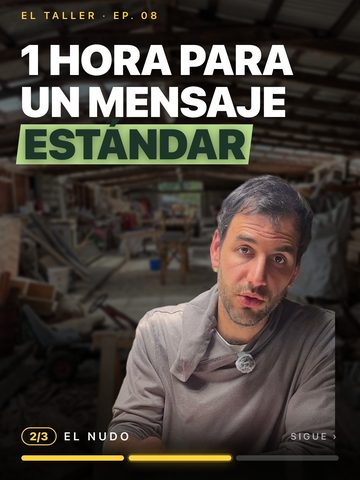 EL TALLER · EP. 08
1 HORA PARA
UN MENSAJE
ESTÁNDAR
2/3 EL NUDO
SIGUE ›